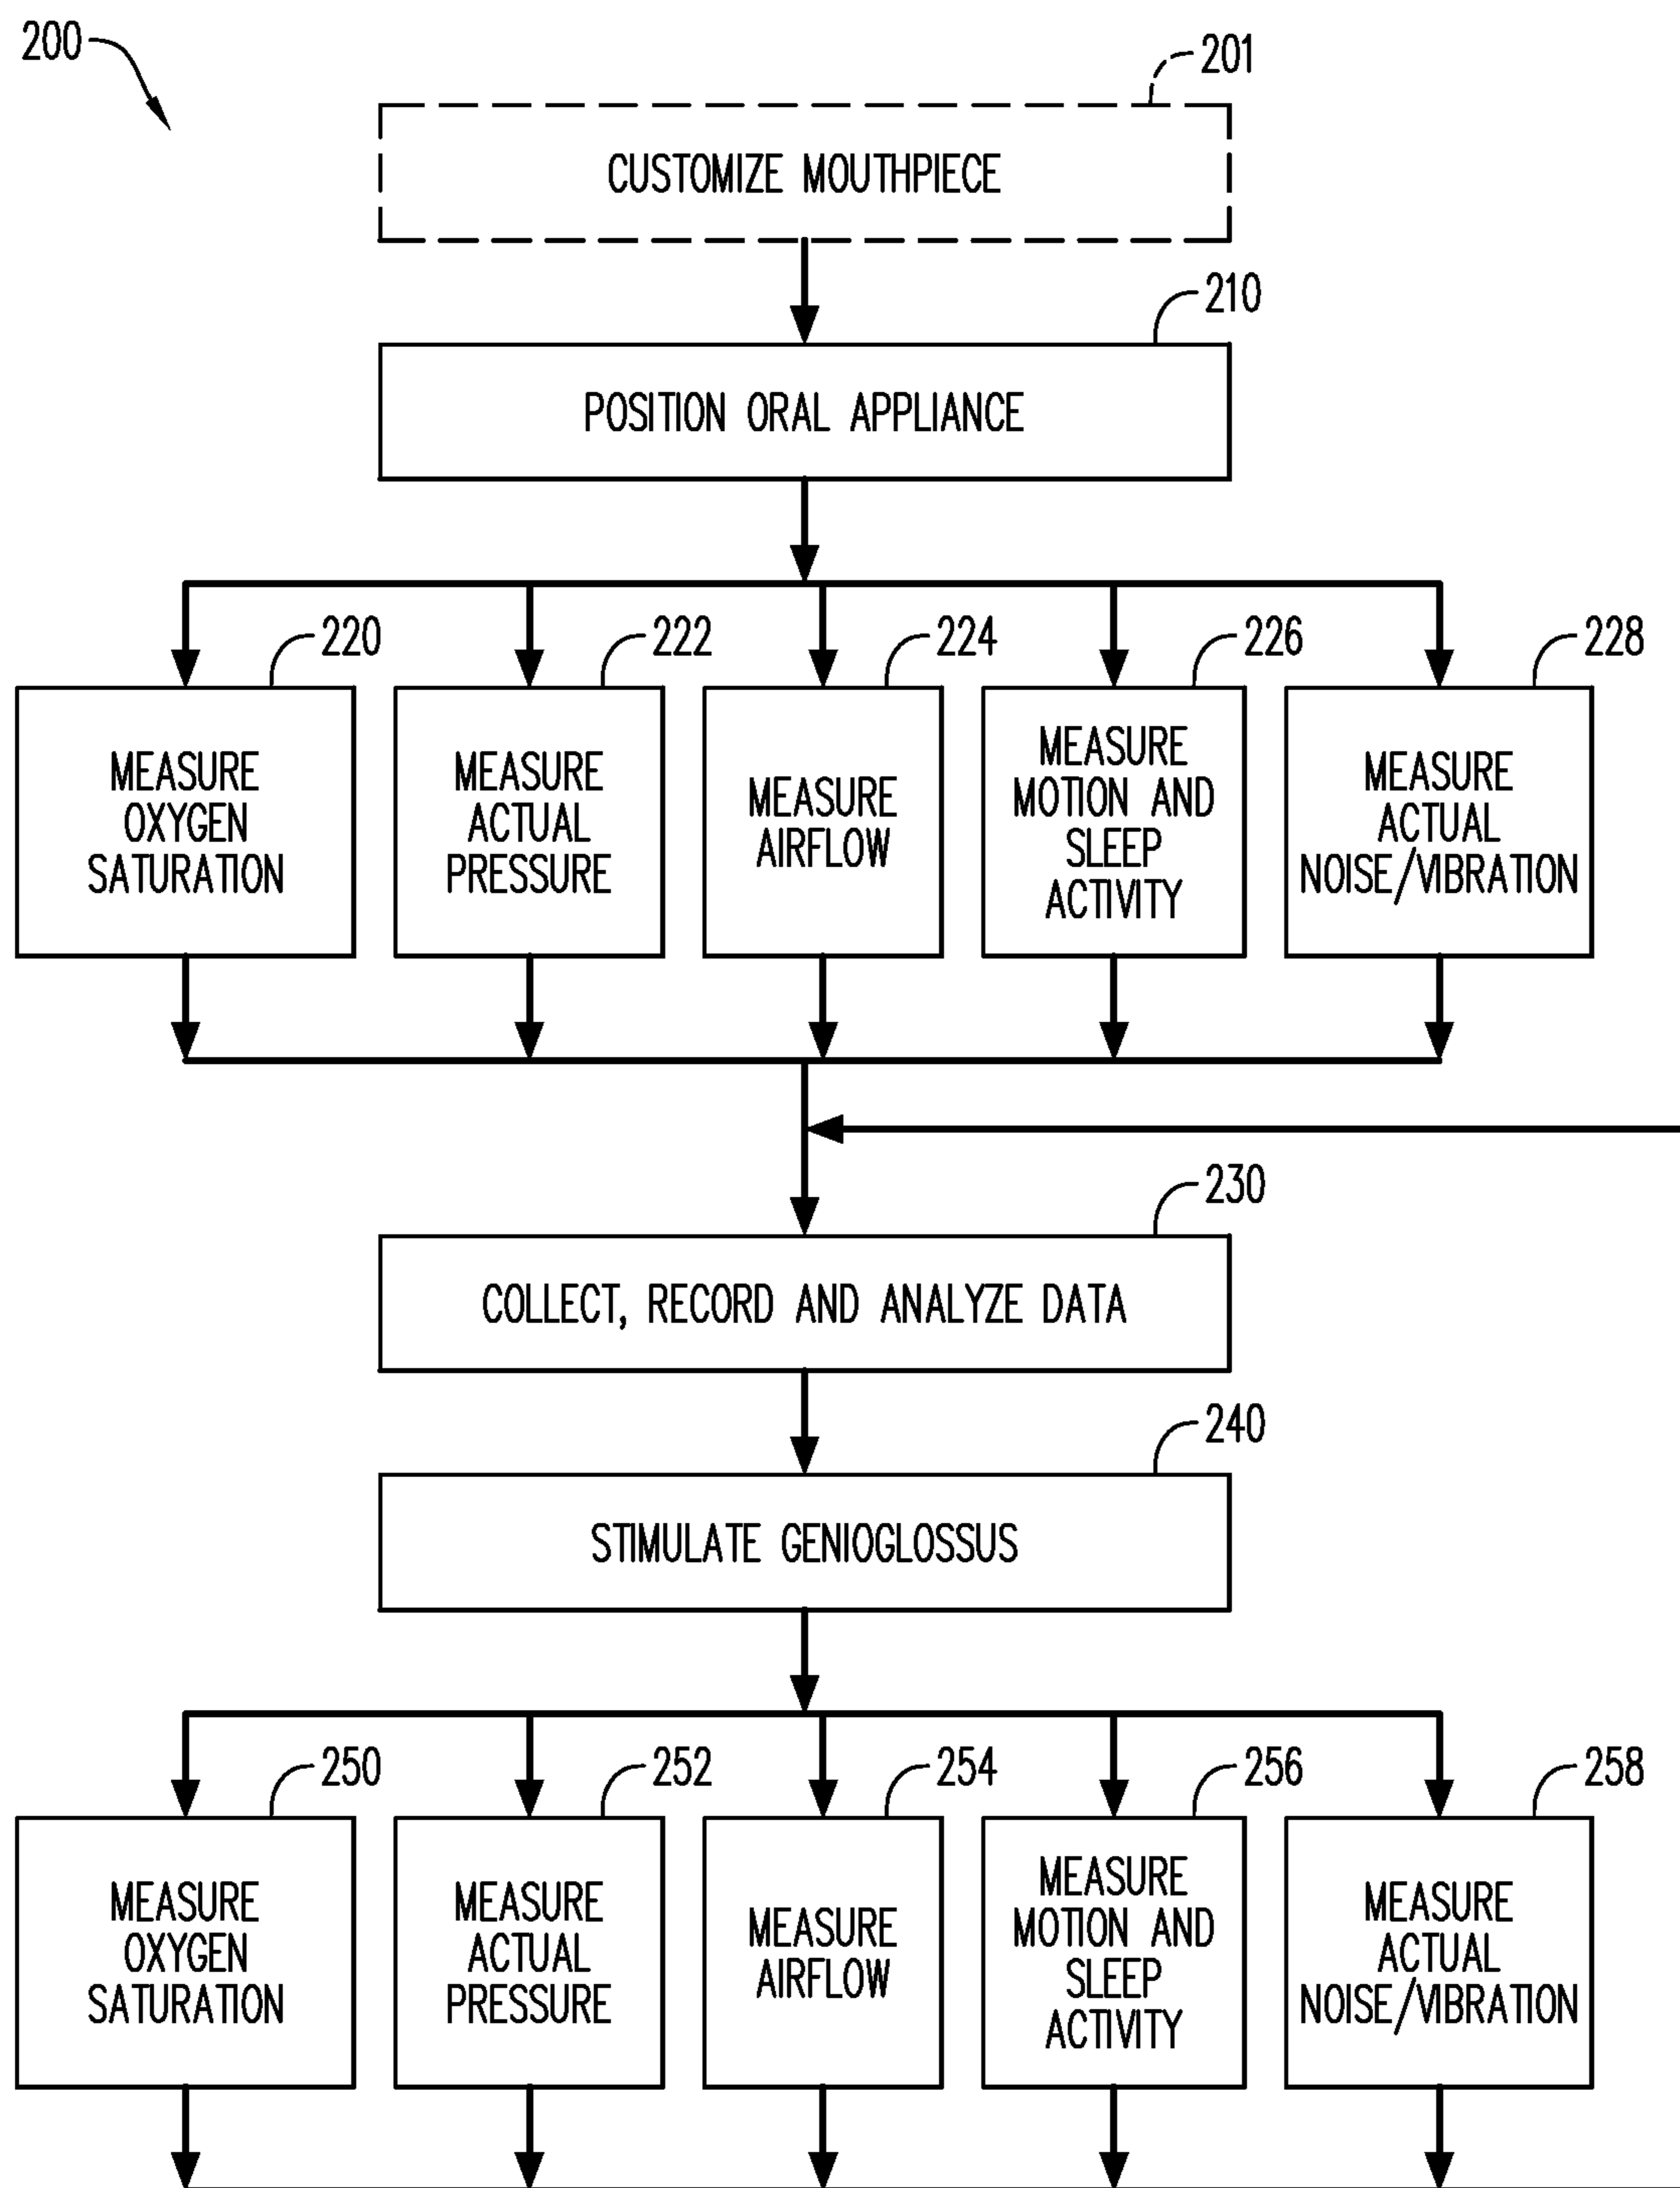 200
201
CUSTOMIZE MOUTHPIECE
210
POSITION ORAL APPLIANCE
220
MEASURE
OXYGEN
SATURATION
222
MEASURE
ACTUAL
PRESSURE
224
MEASURE
AIRFLOW
226
MEASURE
MOTION AND
SLEEP
ACTIVITY
228
MEASURE
ACTUAL
NOISE/VIBRATION
230
COLLECT, RECORD AND ANALYZE DATA
240
STIMULATE GENIOGLOSSUS
250
MEASURE
OXYGEN
SATURATION
252
MEASURE
ACTUAL
PRESSURE
254
MEASURE
AIRFLOW
256
MEASURE
MOTION AND
SLEEP
ACTIVITY
258
MEASURE
ACTUAL
NOISE/VIBRATION